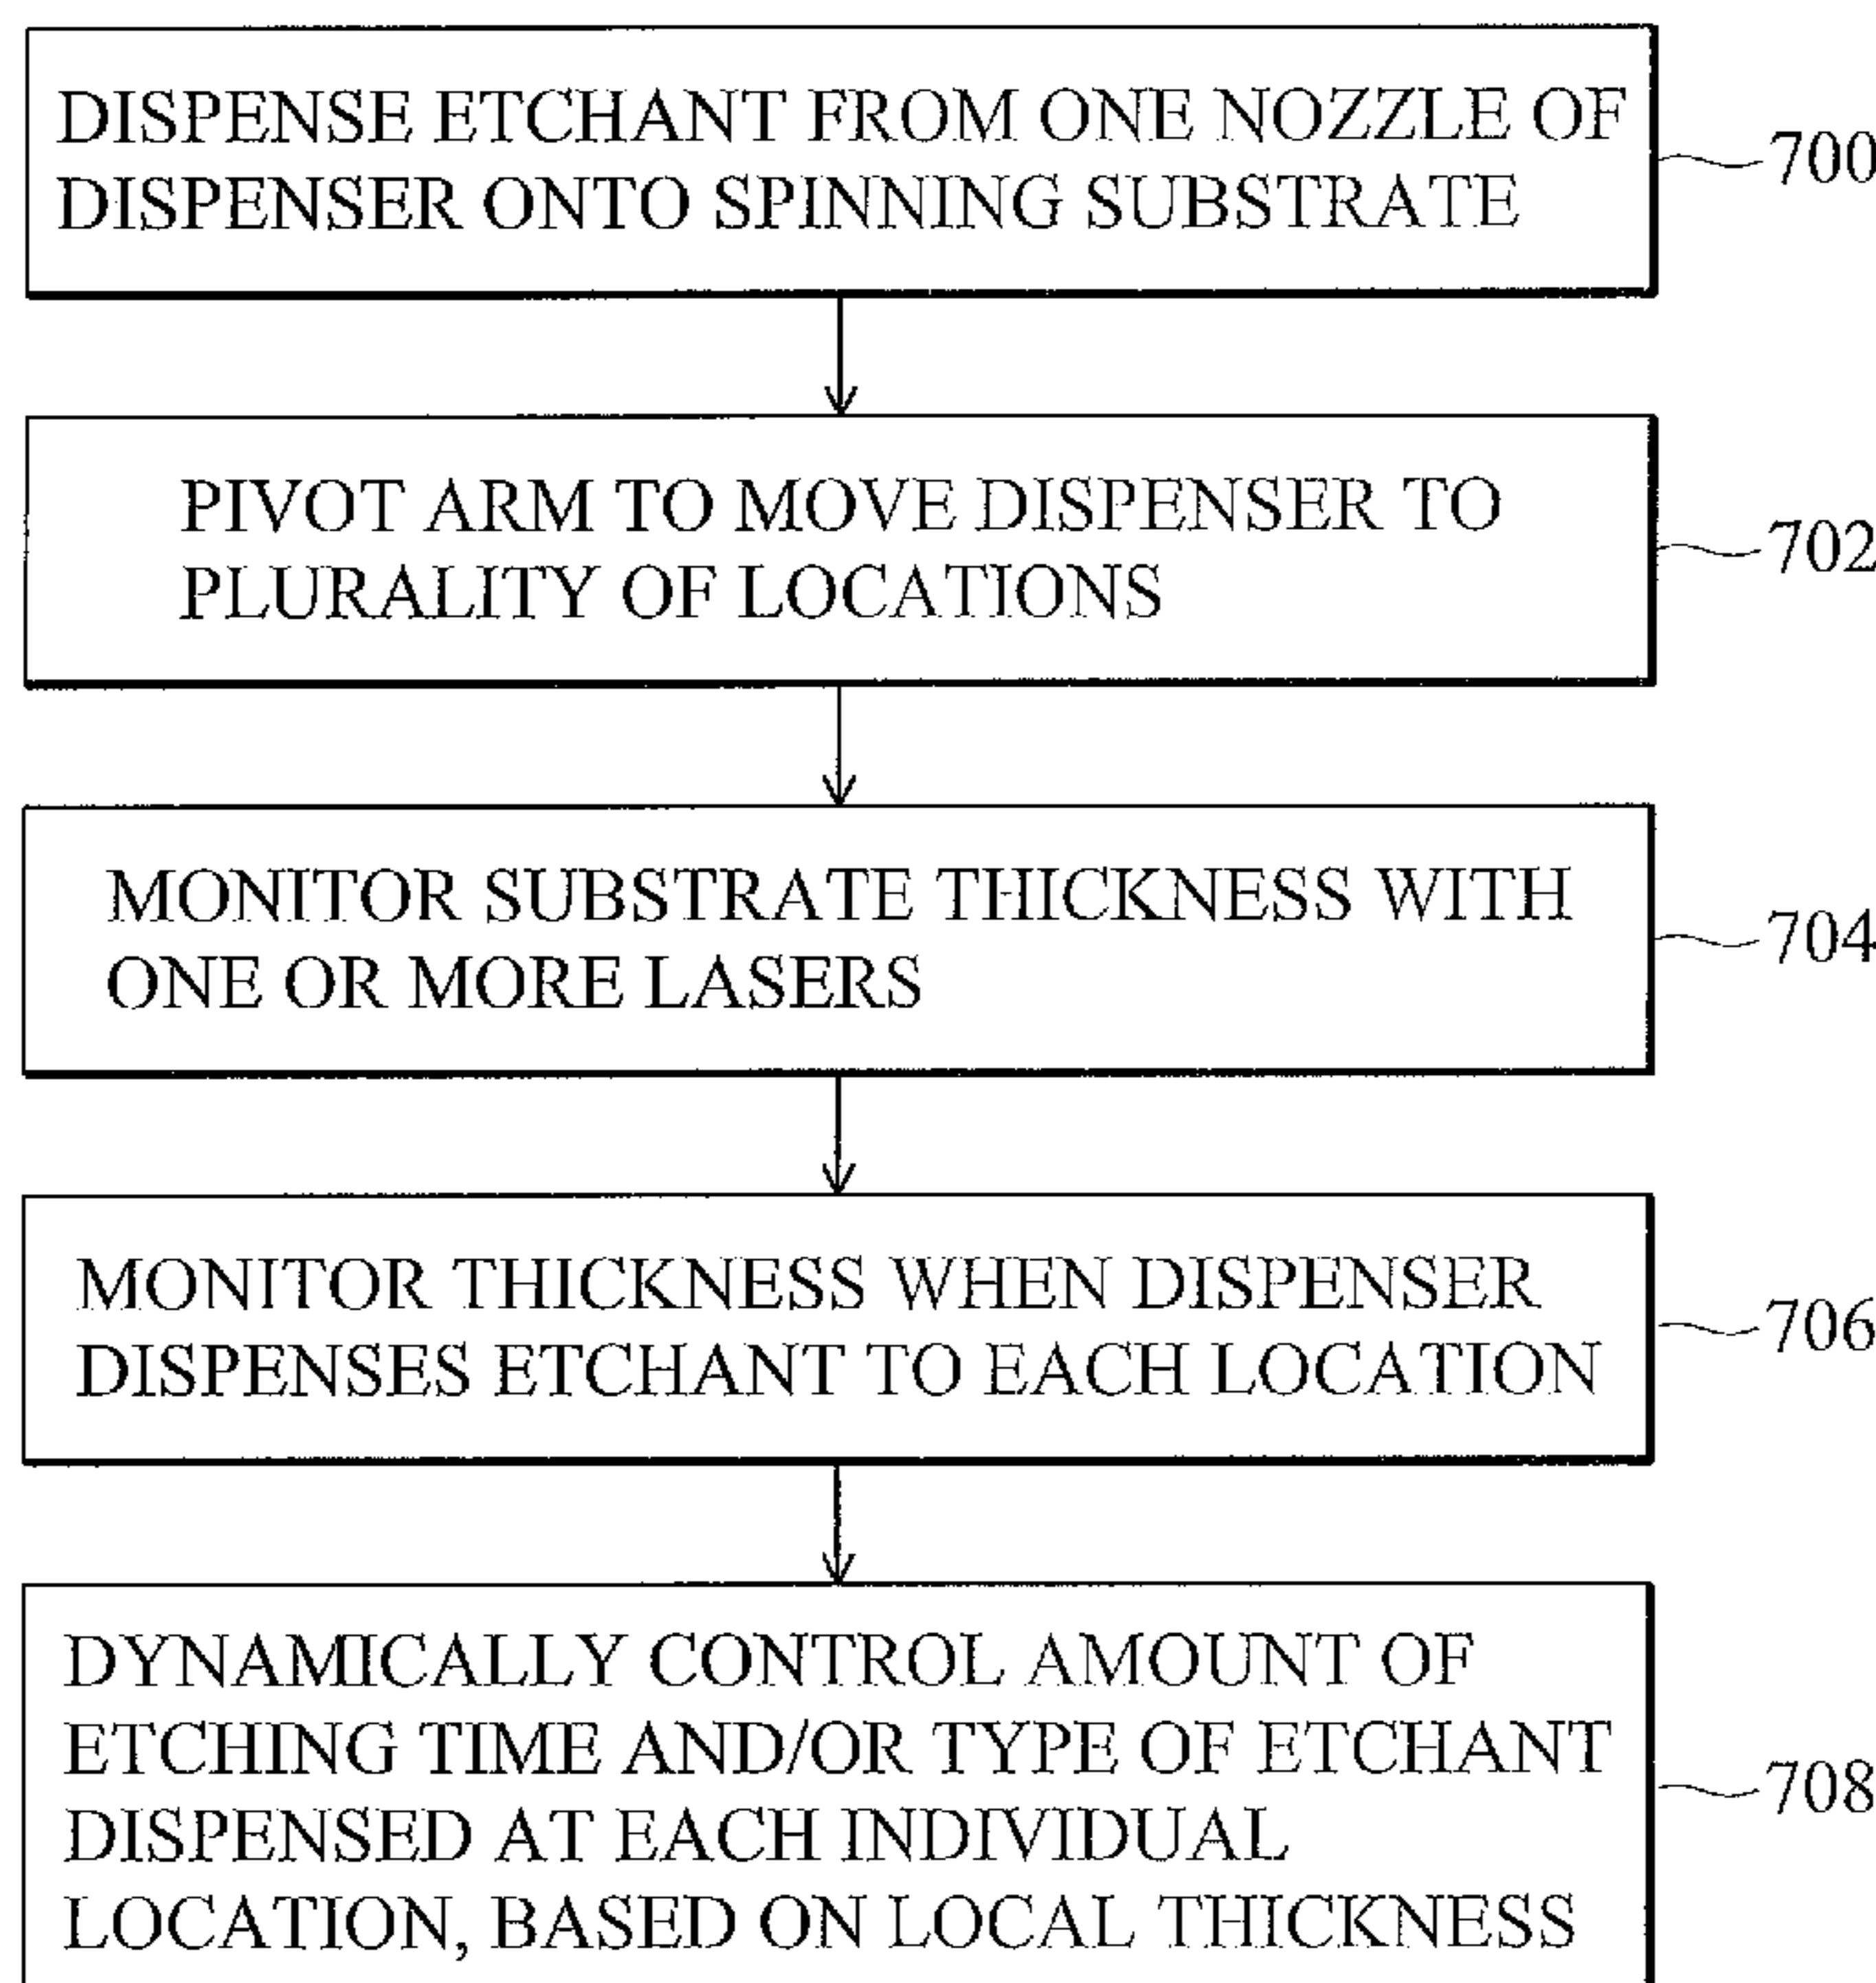 DISPENSE ETCHANT FROM ONE NOZZLE OF
DISPENSER ONTO SPINNING SUBSTRATE
700
PIVOT ARM TO MOVE DISPENSER TO
PLURALITY OF LOCATIONS
702
MONITOR SUBSTRATE THICKNESS WITH
ONE OR MORE LASERS
704
MONITOR THICKNESS WHEN DISPENSER
DISPENSES ETCHANT TO EACH LOCATION
706
DYNAMICALLY CONTROL AMOUNT OF
ETCHING TIME AND/OR TYPE OF ETCHANT
DISPENSED AT EACH INDIVIDUAL
LOCATION, BASED ON LOCAL THICKNESS
708